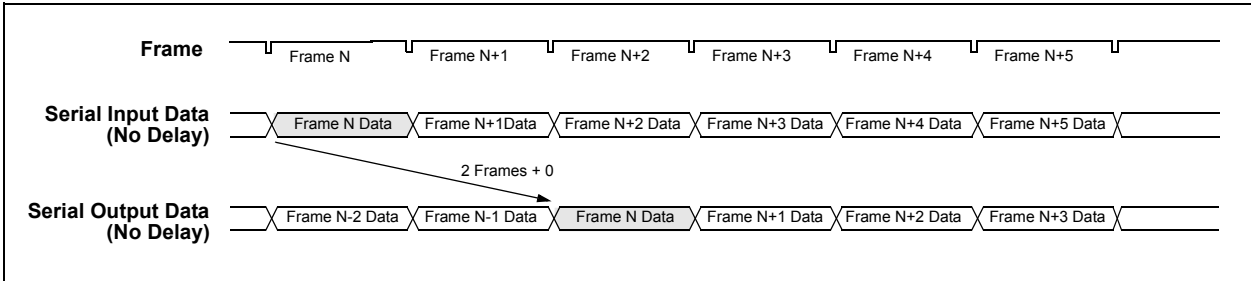 Frame
Frame N Frame N+1 Frame N+2 Frame N+3 Frame N+4 Frame N+5
Serial Input Data
(No Delay)
Frame N Data Frame N+1Data Frame N+2 Data Frame N+3 Data Frame N+4 Data Frame N+5 Data
2 Frames + 0
Serial Output Data
(No Delay)
Frame N-2 Data Frame N-1 Data Frame N Data Frame N+1 Data Frame N+2 Data Frame N+3 Data